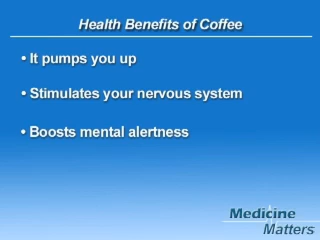 Health Benefits of Coffee
• It pumps you up
• Stimulates your nervous system
• Boosts mental alertness
Medicine
Matters